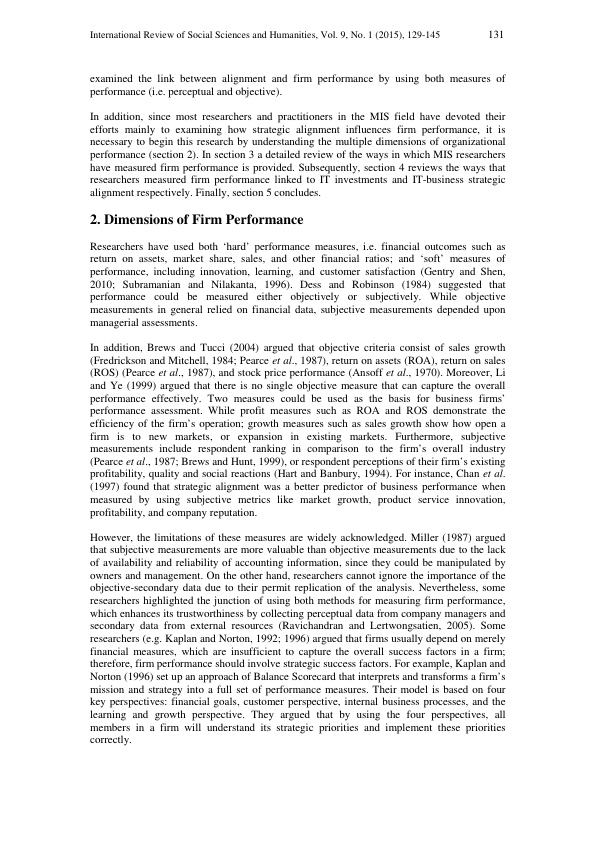 International Review of Social Sciences and Humanities, Vol. 9, No. 1 (2015), 129-145 131
examined the link between alignment and firm performance by using both measures of
performance (i.e. perceptual and objective).
In addition, since most researchers and practitioners in the MIS field have devoted their
efforts mainly to examining how strategic alignment influences firm performance, it is
necessary to begin this research by understanding the multiple dimensions of organizational
performance (section 2). In section 3 a detailed review of the ways in which MIS researchers
have measured firm performance is provided. Subsequently, section 4 reviews the ways that
researchers measured firm performance linked to IT investments and IT-business strategic
alignment respectively. Finally, section 5 concludes.
2. Dimensions of Firm Performance
Researchers have used both ‘hard’ performance measures, i.e. financial outcomes such as
return on assets, market share, sales, and other financial ratios; and ‘soft’ measures of
performance, including innovation, learning, and customer satisfaction (Gentry and Shen,
2010; Subramanian and Nilakanta, 1996). Dess and Robinson (1984) suggested that
performance could be measured either objectively or subjectively. While objective
measurements in general relied on financial data, subjective measurements depended upon
managerial assessments.
In addition, Brews and Tucci (2004) argued that objective criteria consist of sales growth
(Fredrickson and Mitchell, 1984; Pearce et al., 1987), return on assets (ROA), return on sales
(ROS) (Pearce et al., 1987), and stock price performance (Ansoff et al., 1970). Moreover, Li
and Ye (1999) argued that there is no single objective measure that can capture the overall
performance effectively. Two measures could be used as the basis for business firms’
performance assessment. While profit measures such as ROA and ROS demonstrate the
efficiency of the firm’s operation; growth measures such as sales growth show how open a
firm is to new markets, or expansion in existing markets. Furthermore, subjective
measurements include respondent ranking in comparison to the firm’s overall industry
(Pearce et al., 1987; Brews and Hunt, 1999), or respondent perceptions of their firm’s existing
profitability, quality and social reactions (Hart and Banbury, 1994). For instance, Chan et al.
(1997) found that strategic alignment was a better predictor of business performance when
measured by using subjective metrics like market growth, product service innovation,
profitability, and company reputation.
However, the limitations of these measures are widely acknowledged. Miller (1987) argued
that subjective measurements are more valuable than objective measurements due to the lack
of availability and reliability of accounting information, since they could be manipulated by
owners and management. On the other hand, researchers cannot ignore the importance of the
objective-secondary data due to their permit replication of the analysis. Nevertheless, some
researchers highlighted the junction of using both methods for measuring firm performance,
which enhances its trustworthiness by collecting perceptual data from company managers and
secondary data from external resources (Ravichandran and Lertwongsatien, 2005). Some
researchers (e.g. Kaplan and Norton, 1992; 1996) argued that firms usually depend on merely
financial measures, which are insufficient to capture the overall success factors in a firm;
therefore, firm performance should involve strategic success factors. For example, Kaplan and
Norton (1996) set up an approach of Balance Scorecard that interprets and transforms a firm’s
mission and strategy into a full set of performance measures. Their model is based on four
key perspectives: financial goals, customer perspective, internal business processes, and the
learning and growth perspective. They argued that by using the four perspectives, all
members in a firm will understand its strategic priorities and implement these priorities
correctly.